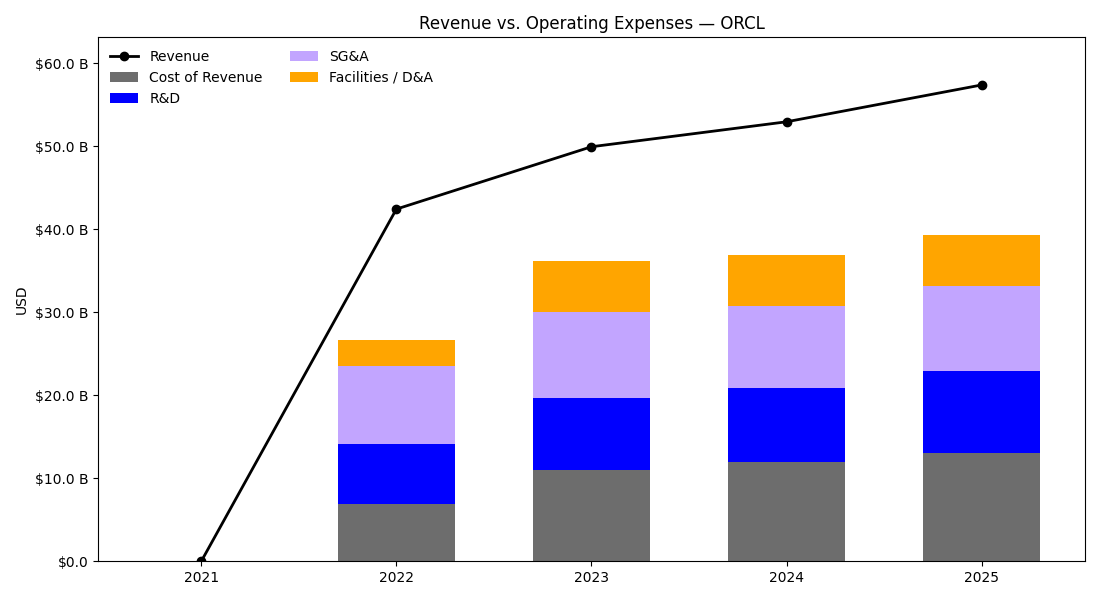 Revenue vs. Operating Expenses — ORCL
Revenue
Cost of Revenue
R&D
SG&A
Facilities / D&A
USD
$60.0 B
$50.0 B
$40.0 B
$30.0 B
$20.0 B
$10.0 B
$0.0
2021 2022 2023 2024 2025